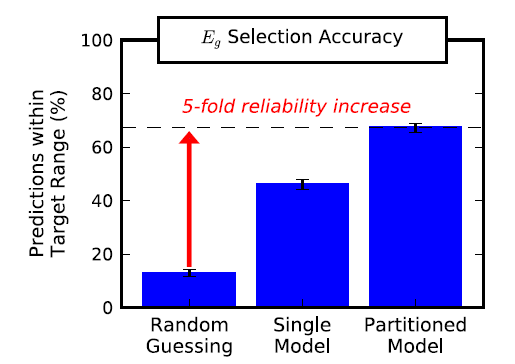 E_g Selection Accuracy
100
80
60
40
20
0
Predictions within
Target Range (%)
5-fold reliability increase
Random
Guessing
Single
Model
Partitioned
Model